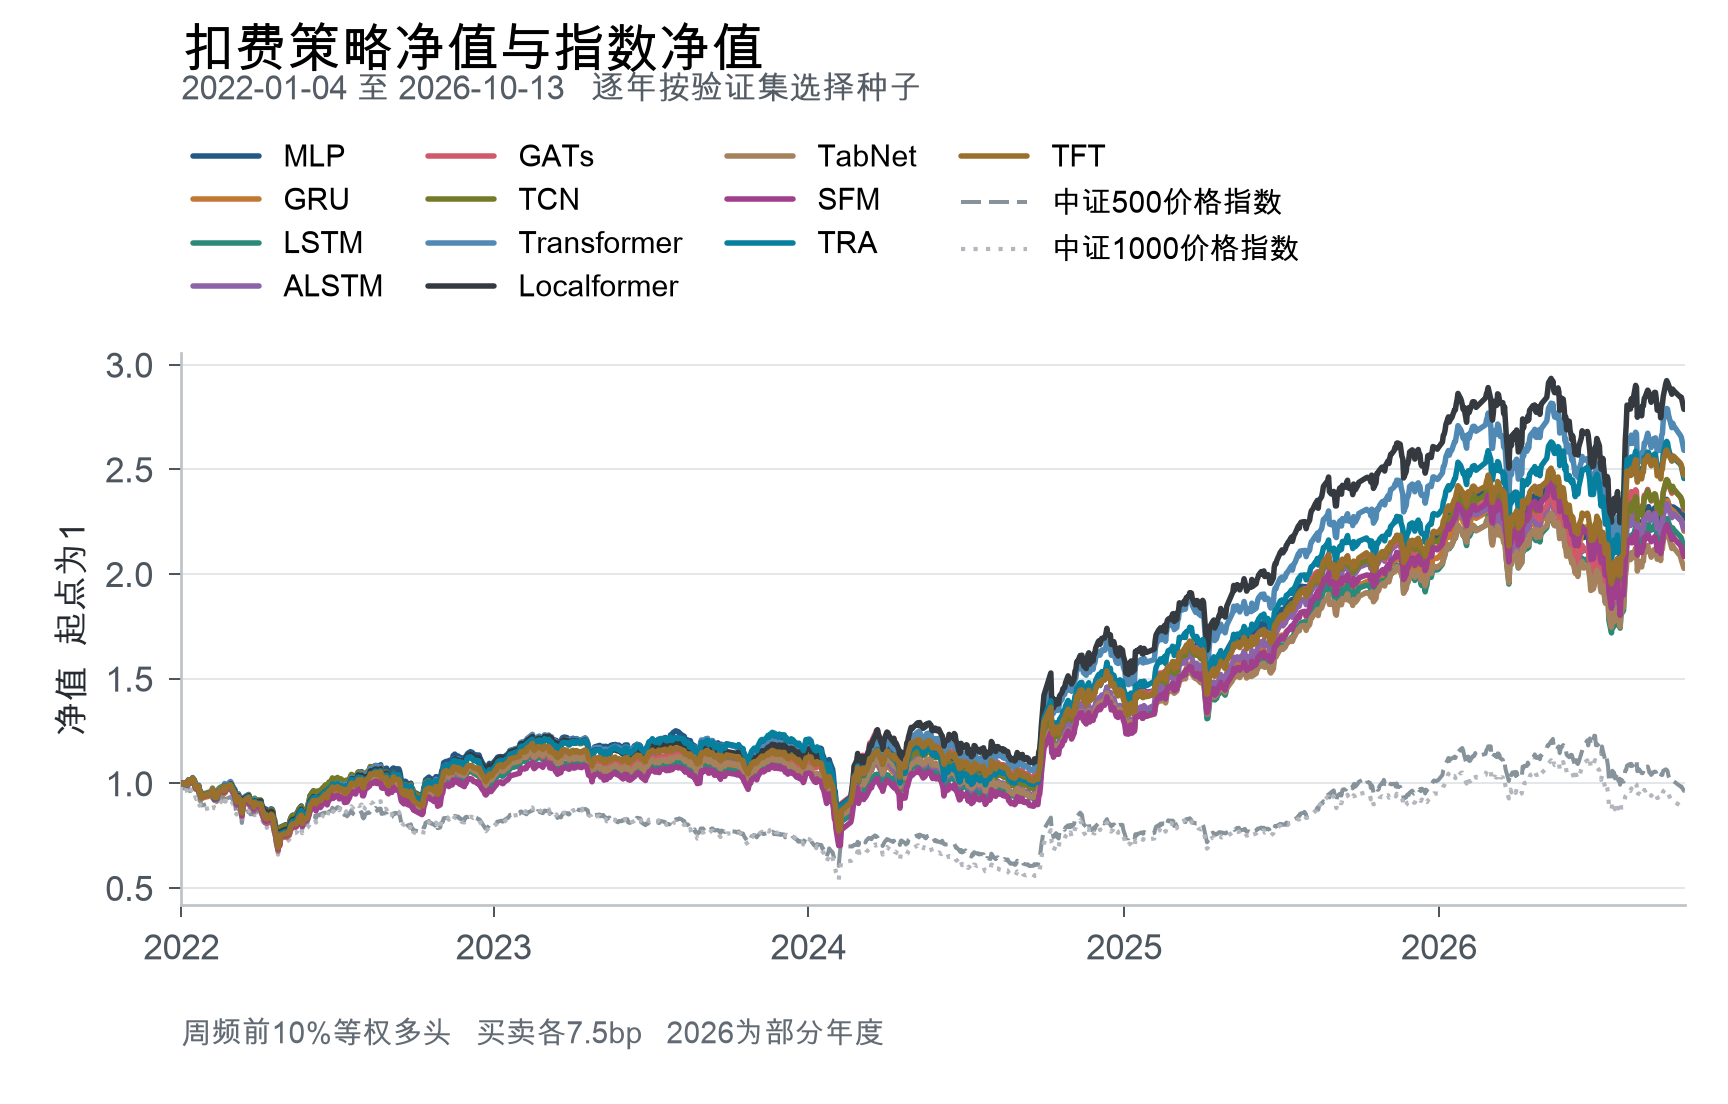 扣费策略净值与指数净值
2022-01-04 至 2026-10-13   逐年按验证集选择种子
MLP
GRU
LSTM
ALSTM
GATs
TCN
Transformer
Localformer
TabNet
SFM
TRA
TFT
中证500价格指数
中证1000价格指数
净值 起点为1
3.0
2.5
2.0
1.5
1.0
0.5
2022
2023
2024
2025
2026
周频前10%等权多头   买卖各7.5bp   2026为部分年度